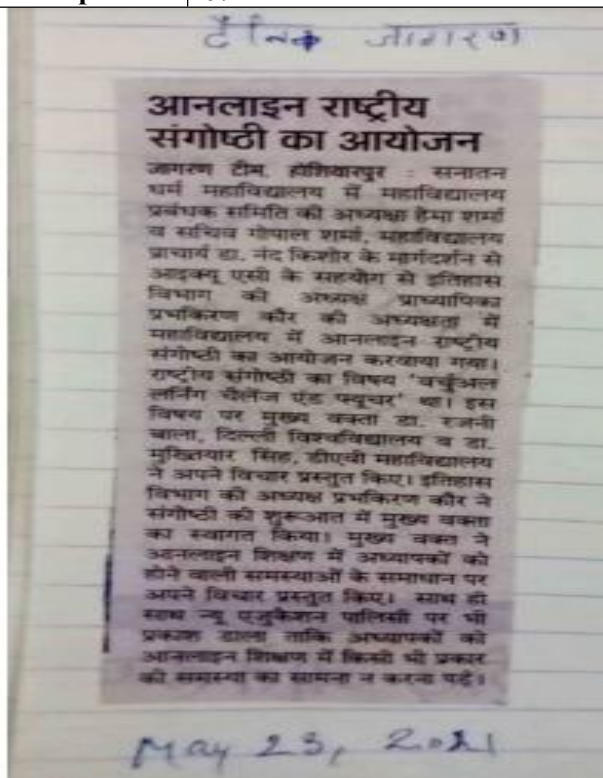 दैनिक जागरण
आनलाइन राष्ट्रीय
संगोष्ठी का आयोजन
जागरण टीम, होशियारपुर : सनातन
धर्म महाविद्यालय में महाविद्यालय
प्रबंधक समिति की अध्यक्षा हेमा शर्मा
व सचिव गोपाल शर्मा, महाविद्यालय
प्राचार्य डा. नंद किशोर के मार्गदर्शन से
आइक्यू एसी के सहयोग से इतिहास
विभाग की अध्यक्ष प्राध्यापिका
प्रभकिरण कौर की अध्यक्षता में
महाविद्यालय में आनलाइन राष्ट्रीय
संगोष्ठी का आयोजन करवाया गया।
राष्ट्रीय संगोष्ठी का विषय 'वर्चुअल
लर्निंग चैलेंज एंड फ्यूचर' था। इस
विषय पर मुख्य वक्ता डा. रजनी
बाला, दिल्ली विश्वविद्यालय व डा.
मुख्तियार सिंह, डीएवी महाविद्यालय
ने अपने विचार प्रस्तुत किए। इतिहास
विभाग की अध्यक्ष प्रभकिरण कौर ने
संगोष्ठी की शुरूआत में मुख्य वक्ता
का स्वागत किया। मुख्य वक्त ने
आनलाइन शिक्षण में अध्यापकों को
होने वाली समस्याओं के समाधान पर
अपने विचार प्रस्तुत किए। साथ ही
साथ न्यू एजुकेशन पालिसी पर भी
प्रकाश डाला ताकि अध्यापकों को
आनलाइन शिक्षण में किसी भी प्रकार
की समस्या का सामना न करना पड़े।
May 23, 2021